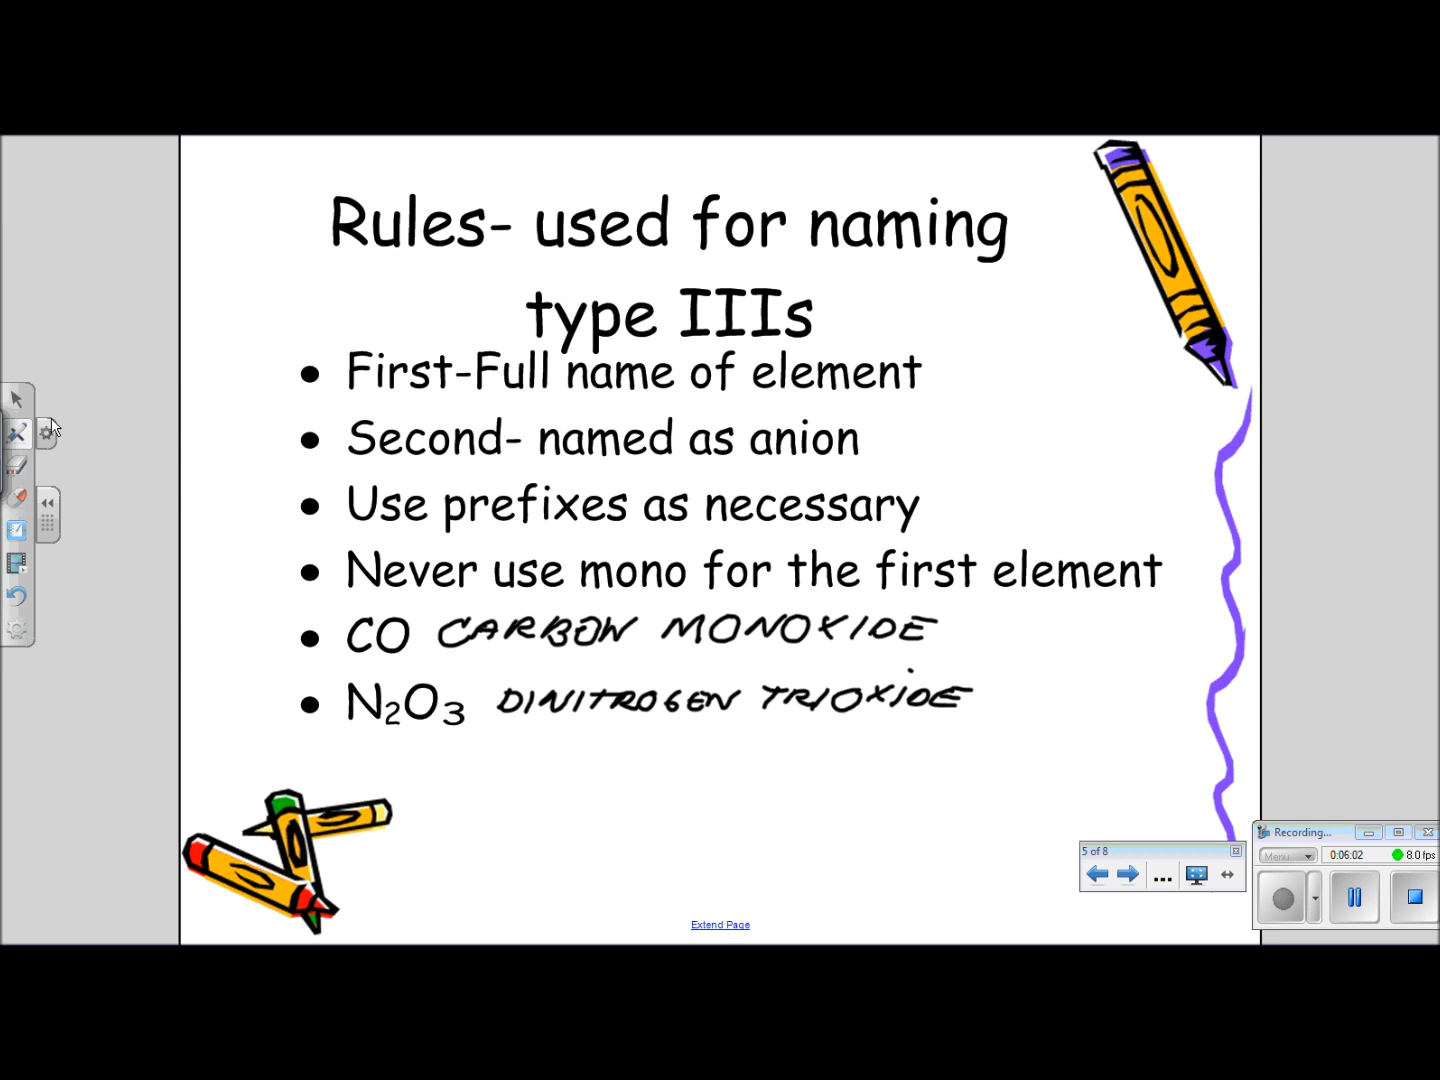 Rules- used for naming
type IIIs
• First-Full name of element
• Second- named as anion
• Use prefixes as necessary
• Never use mono for the first element
• CO CARBON MONOXIDE
• N₂O₃ DINITROGEN TRIOXIDE
5 of 8
Recording...
Menu
0:06:02
8.0 fps
Extend Page